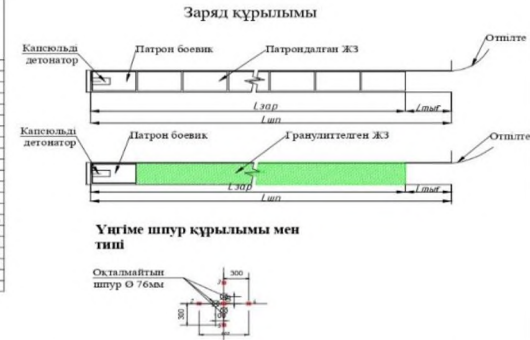 Заряд құрылымы
Отпілте
Капсюльді
детонатор
Патрон боевик
Патрондалған ЖЗ
Lзар
Lтығ
Lшп
Капсюльді
детонатор
Патрон боевик
Гранулиттелген ЖЗ
Отпілте
Lзар
Lтығ
Lшп
Үңгіме шпур құрылымы мен
типі
Оқталмайтын
шпур Ø 76мм
300
300